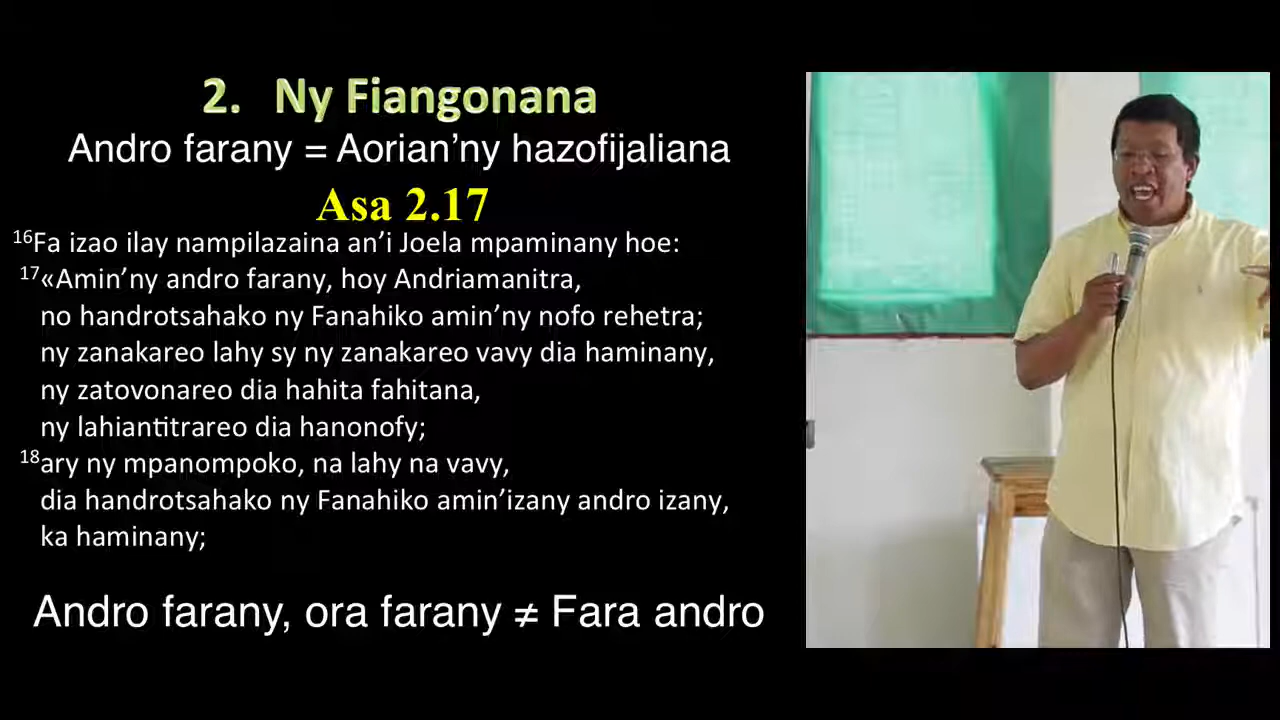 2. Ny Fiangonana
Andro farany = Aorian’ny hazofijaliana
Asa 2.17
16Fa izao ilay nampilazaina an’i Joela mpaminany hoe:
17«Amin’ny andro farany, hoy Andriamanitra,
no handrotsahako ny Fanahiko amin’ny nofo rehetra;
ny zanakareo lahy sy ny zanakareo vavy dia haminany,
ny zatovonareo dia hahita fahitana,
ny lahiantitrareo dia hanonofy;
18ary ny mpanompoko, na lahy na vavy,
dia handrotsahako ny Fanahiko amin’izany andro izany,
ka haminany;
Andro farany, ora farany ≠ Fara andro